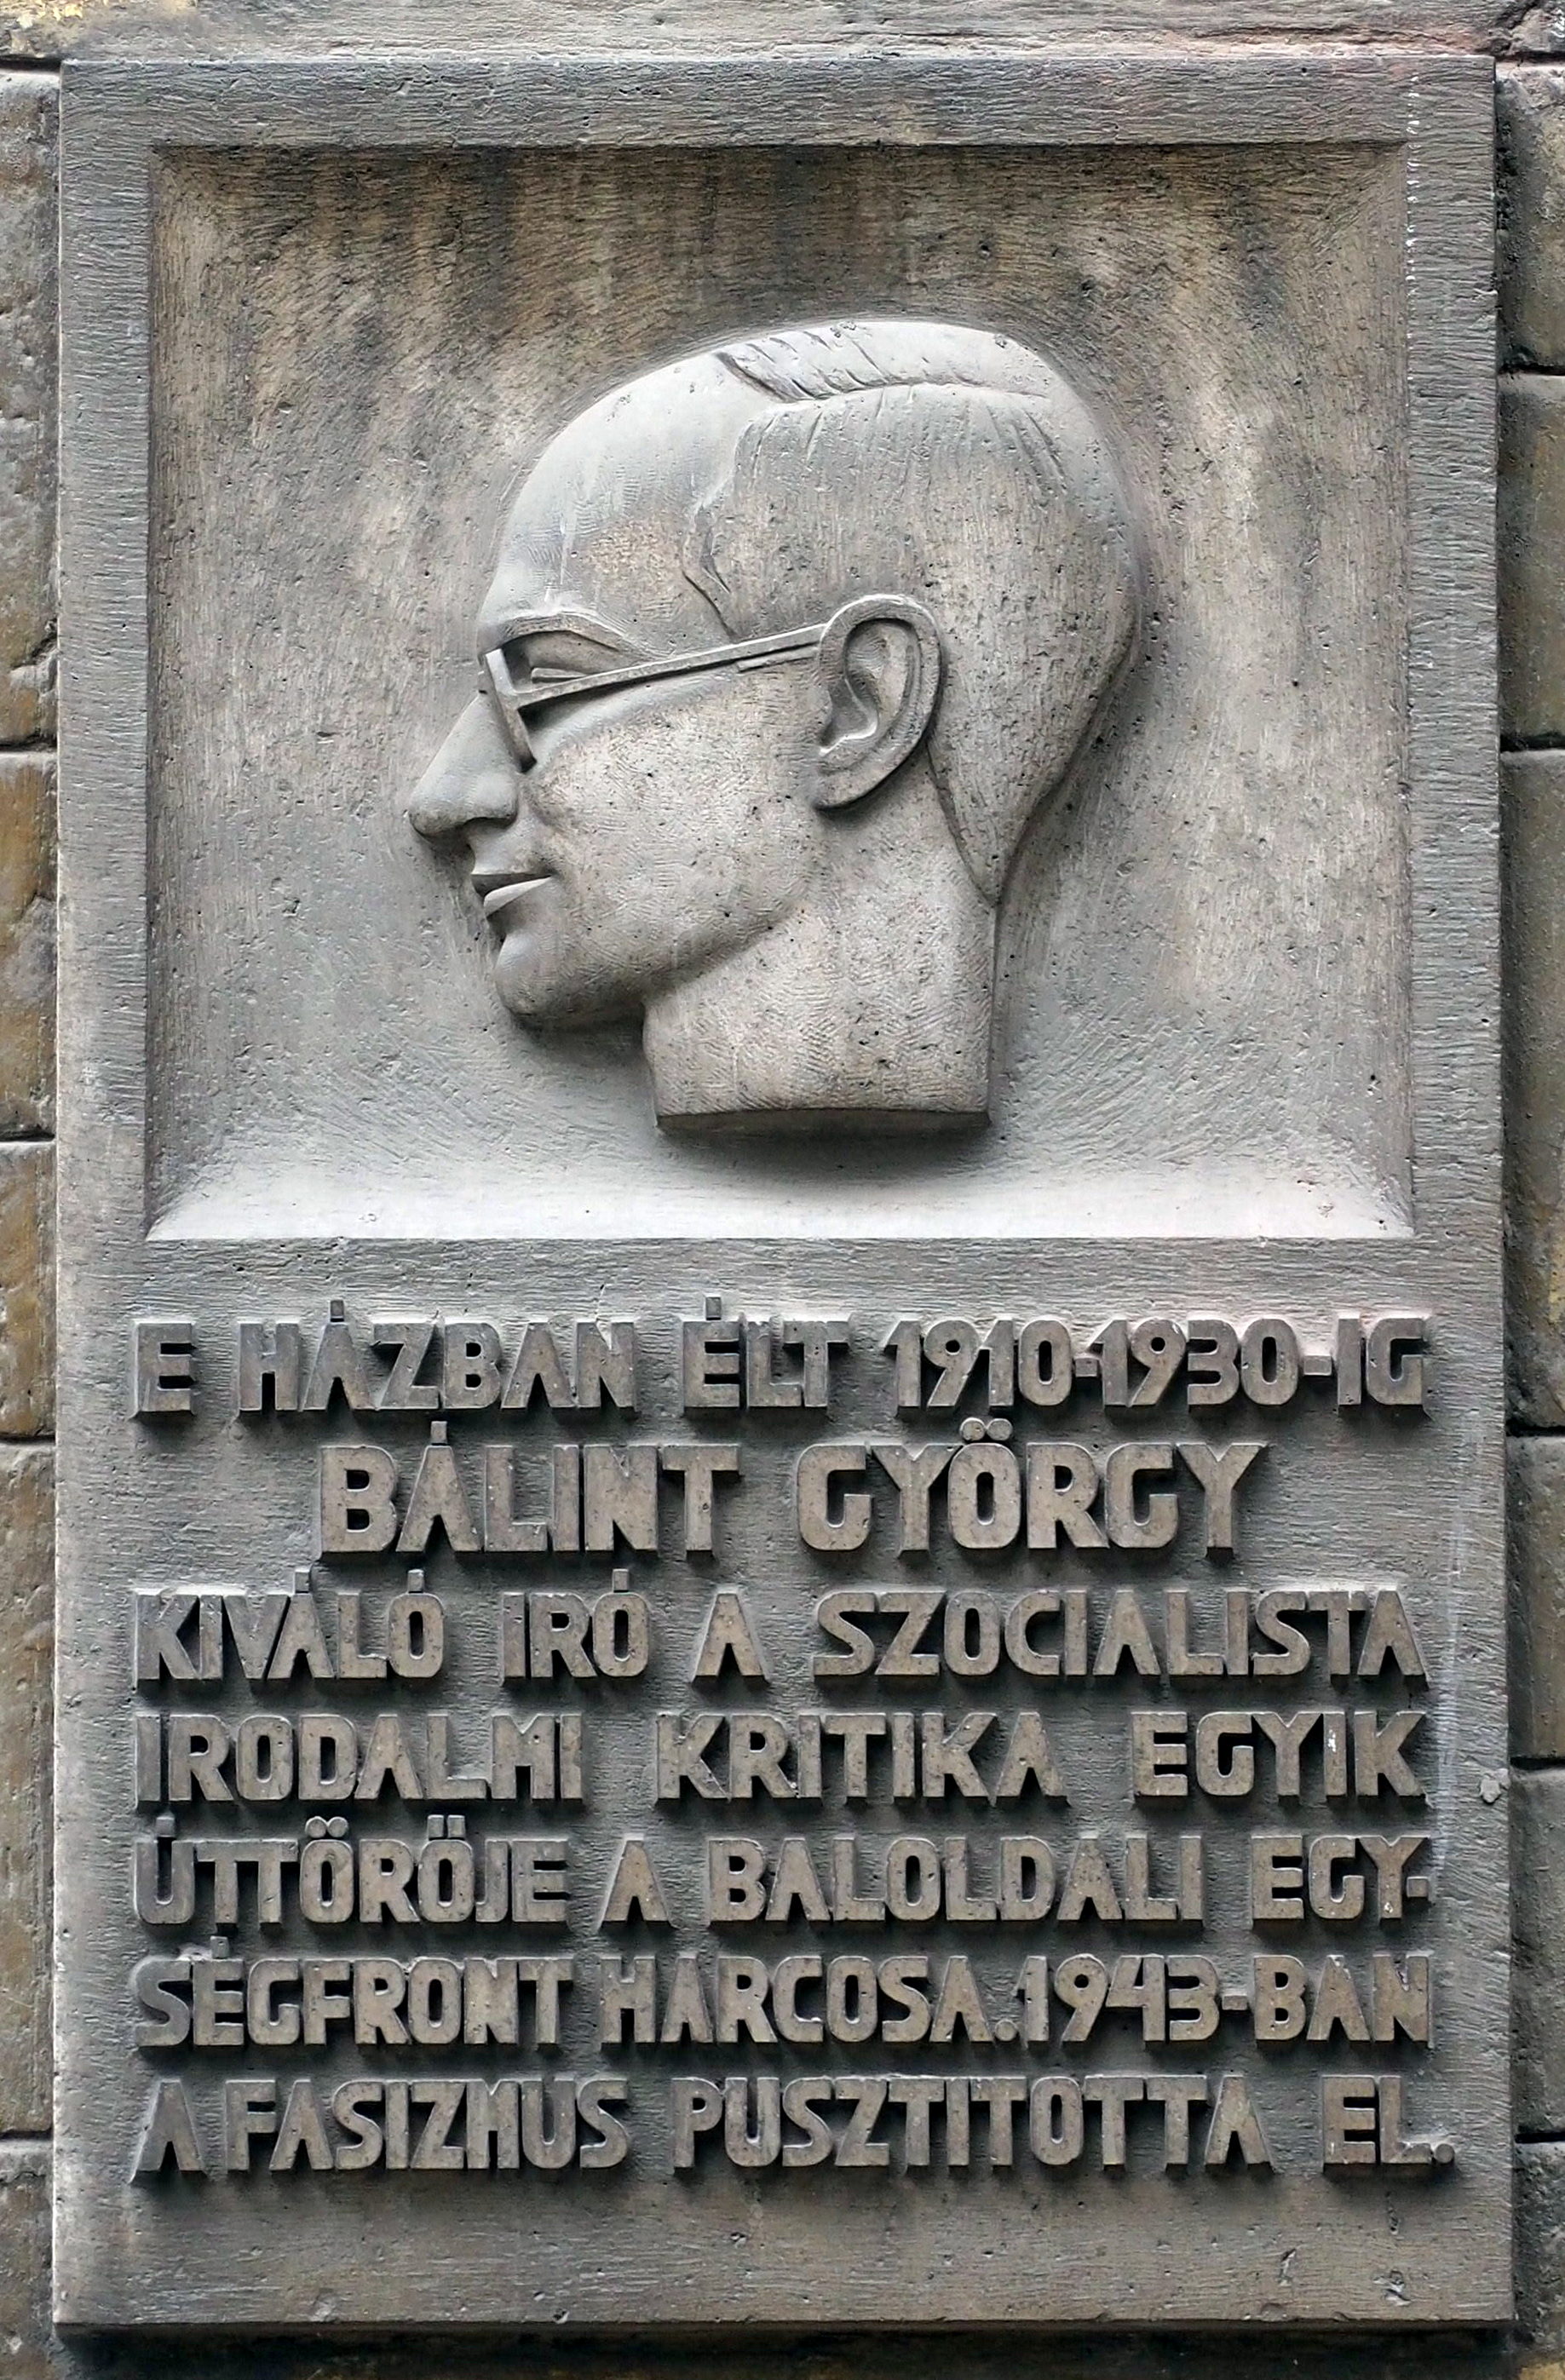 E HÁZBAN ÉLT 1910-1930-IG
BÁLINT GYÖRGY
KIVÁLÓ IRÓ A SZOCIALISTA
IRODALMI KRITIKA EGYIK
ÚTTÖRŐJE A BALOLDALI EGY-
SÉGFRONT HARCOSA. 1943-BAN
A FASIZMUS PUSZTITOTTA EL.